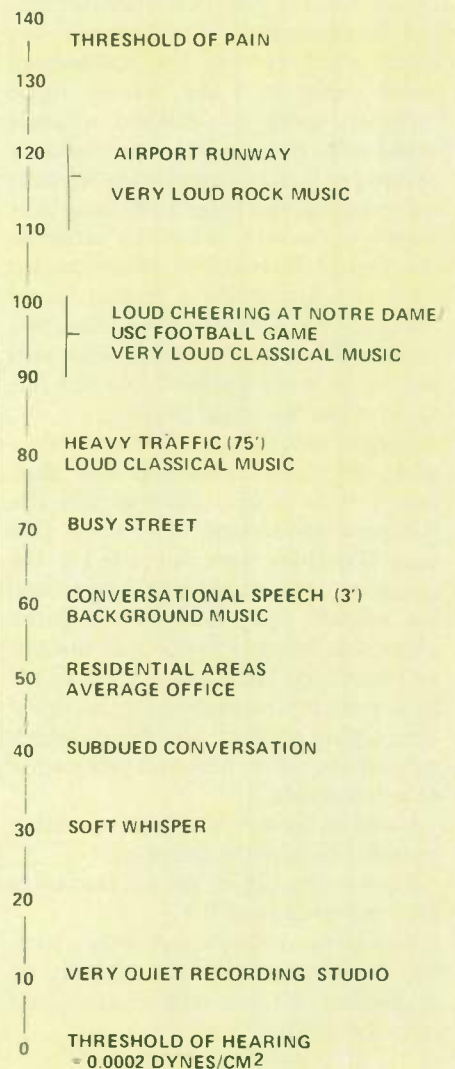 140
THRESHOLD OF PAIN
130
120 AIRPORT RUNWAY
VERY LOUD ROCK MUSIC
110
100
LOUD CHEERING AT NOTRE DAME/
USC FOOTBALL GAME
VERY LOUD CLASSICAL MUSIC
90
HEAVY TRAFFIC (75')
80
LOUD CLASSICAL MUSIC
70 BUSY STREET
60 CONVERSATIONAL SPEECH (3')
BACKGROUND MUSIC
RESIDENTIAL AREAS
50
AVERAGE OFFICE
40 SUBDUED CONVERSATION
30 SOFT WHISPER
20
10 VERY QUIET RECORDING STUDIO
0 THRESHOLD OF HEARING
= 0.0002 DYNES/CM2